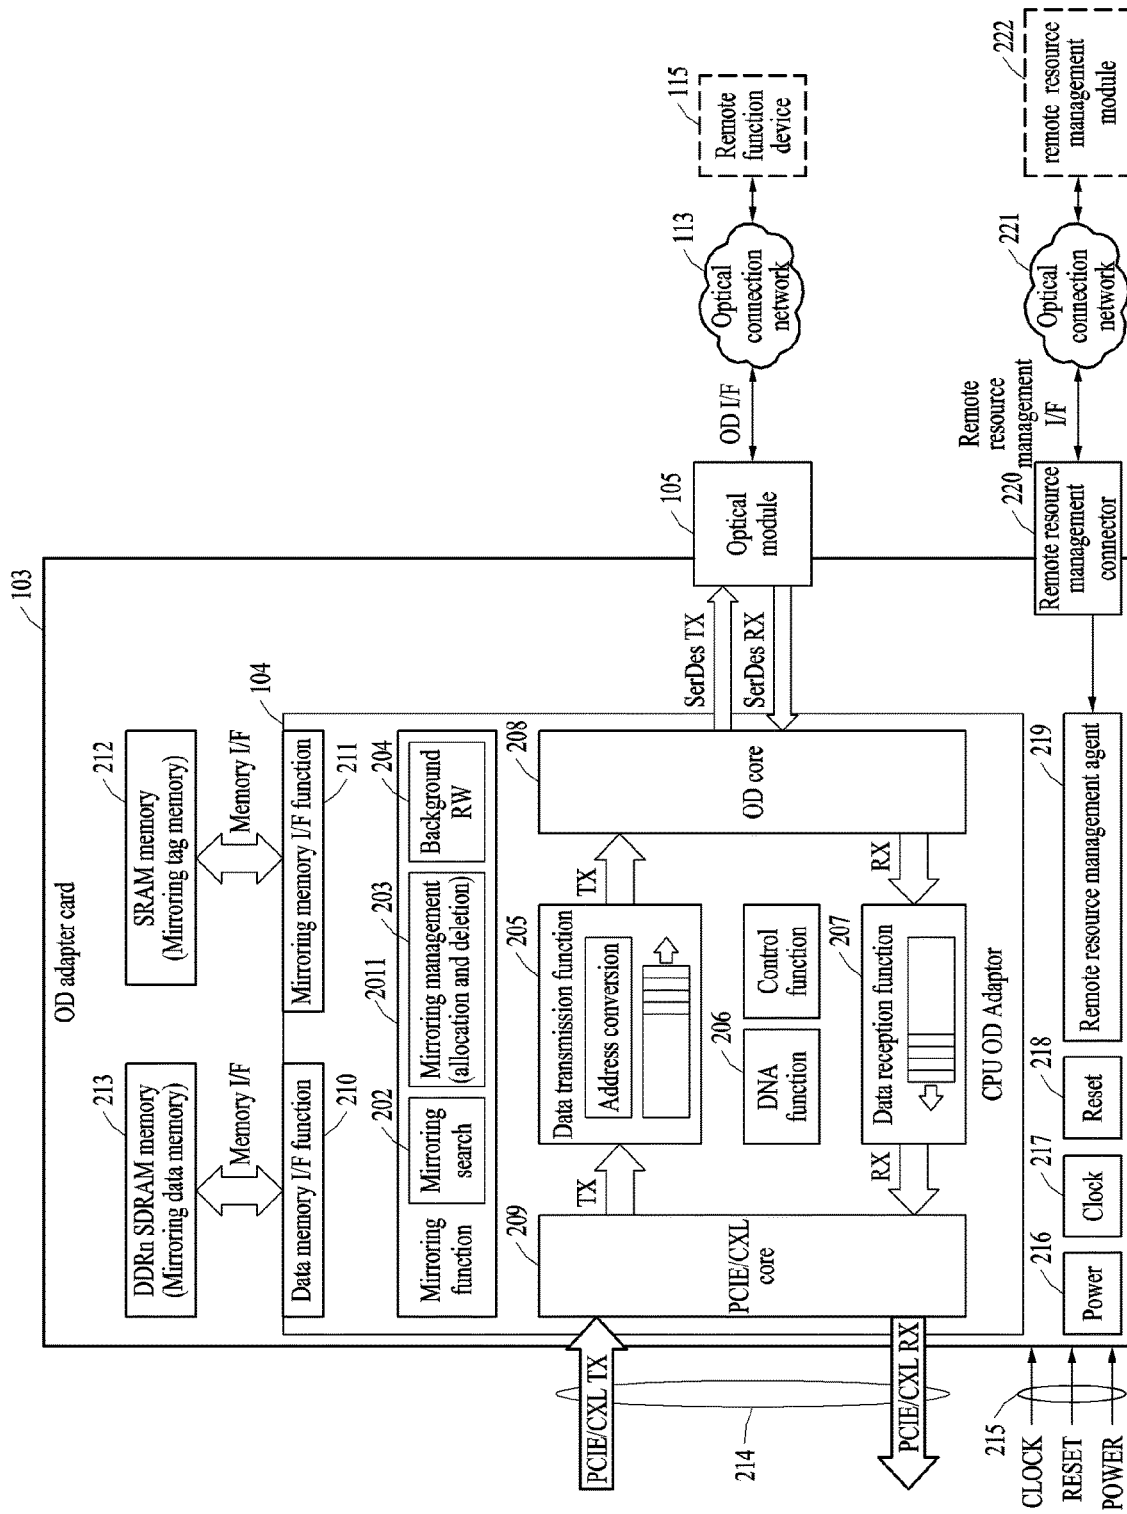 103
OD adapter card
213
DDRn SDRAM memory
(Mirroring data memory)
212
SRAM memory
(Mirroring tag memory)
Memory I/F
Memory I/F
104
Data memory I/F function
210
Mirroring memory I/F function
211
Mirroring
function
202
Mirroring
search
2011
203
Mirroring management
(allocation and deletion)
204
Background
RW
PCIE/CXL TX
PCIE/CXL RX
214
209
PCIE/CXL
core
TX
RX
205
Data transmission function
Address conversion
206
DNA
function
Control
function
207
Data reception function
TX
RX
208
OD core
CPU OD Adaptor
SerDes TX
SerDes RX
105
Optical
module
OD I/F
113
Optical
connection
network
115
Remote
function
device
215
CLOCK
RESET
POWER
216
Power
217
Clock
218
Reset
219
Remote resource management agent
220
Remote resource
management
connector
Remote
resource
management
I/F
221
Optical
connection
network
222
remote resource
management
module